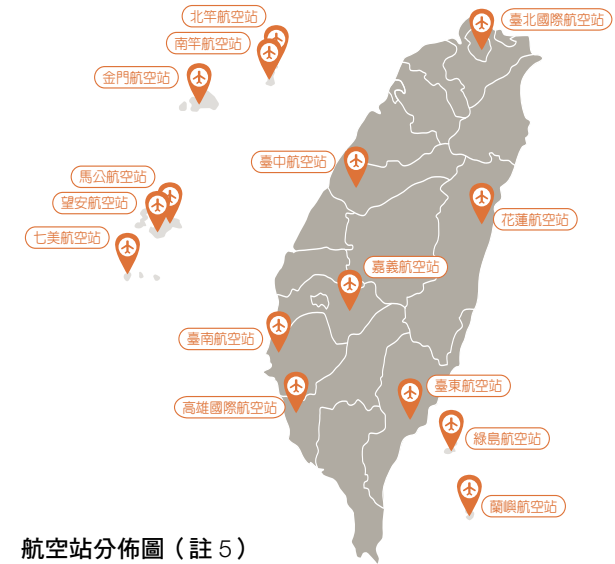 北竿航空站
臺北國際航空站
南竿航空站
金門航空站
臺中航空站
馬公航空站
望安航空站
花蓮航空站
七美航空站
嘉義航空站
臺南航空站
臺東航空站
高雄國際航空站
綠島航空站
蘭嶼航空站
航空站分佈圖（註 5）